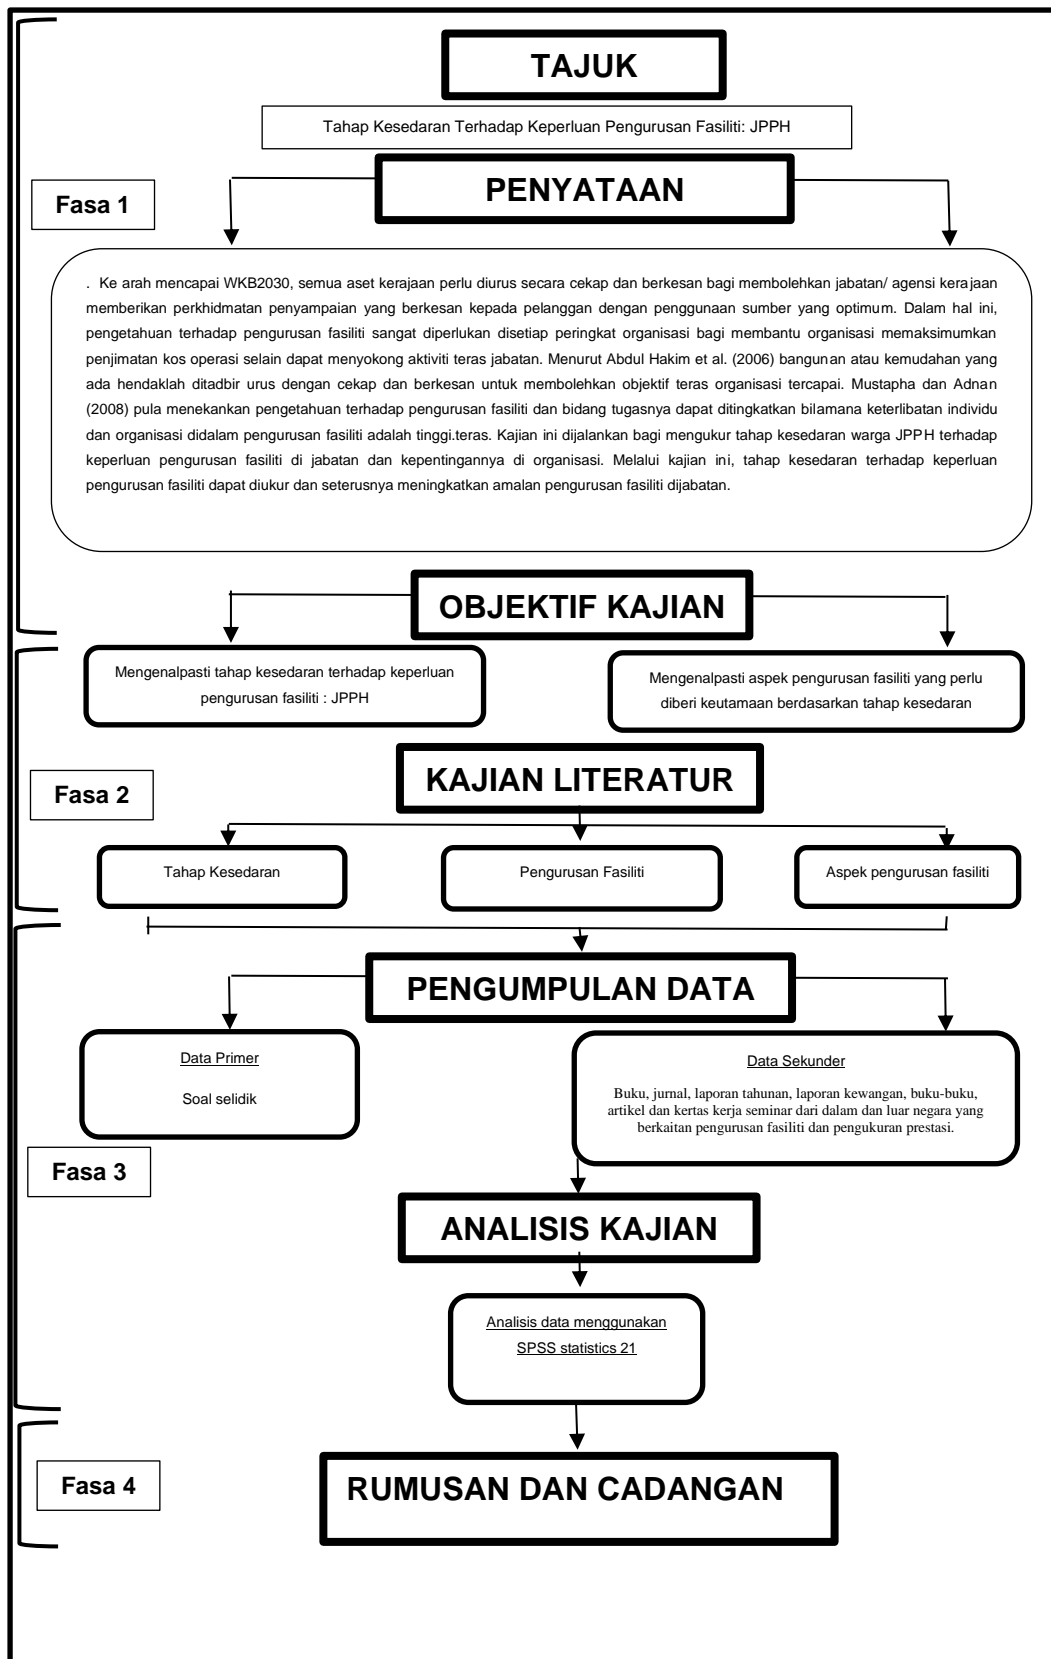 TAJUK
Tahap Kesedaran Terhadap Keperluan Pengurusan Fasiliti: JPPH
PENYATAAN
Fasa 1
. Ke arah mencapai WKB2030, semua aset kerajaan perlu diurus secara cekap dan berkesan bagi membolehkan jabatan/ agensi kerajaan
memberikan perkhidmatan penyampaian yang berkesan kepada pelanggan dengan penggunaan sumber yang optimum. Dalam hal ini,
pengetahuan terhadap pengurusan fasiliti sangat diperlukan disetiap peringkat organisasi bagi membantu organisasi memaksimumkan
penjimatan kos operasi selain dapat menyokong aktiviti teras jabatan. Menurut Abdul Hakim et al. (2006) bangunan atau kemudahan yang
ada hendaklah ditadbir urus dengan cekap dan berkesan untuk membolehkan objektif teras organisasi tercapai. Mustapha dan Adnan
(2008) pula menekankan pengetahuan terhadap pengurusan fasiliti dan bidang tugasnya dapat ditingkatkan bilamana keterlibatan individu
dan organisasi didalam pengurusan fasiliti adalah tinggi.teras. Kajian ini dijalankan bagi mengukur tahap kesedaran warga JPPH terhadap
keperluan pengurusan fasiliti di jabatan dan kepentingannya di organisasi. Melalui kajian ini, tahap kesedaran terhadap keperluan
pengurusan fasiliti dapat diukur dan seterusnya meningkatkan amalan pengurusan fasiliti dijabatan.
OBJEKTIF KAJIAN
Mengenalpasti tahap kesedaran terhadap keperluan
pengurusan fasiliti : JPPH
Mengenalpasti aspek pengurusan fasiliti yang perlu
diberi keutamaan berdasarkan tahap kesedaran
KAJIAN LITERATUR
Fasa 2
Tahap Kesedaran
Pengurusan Fasiliti
Aspek pengurusan fasiliti
PENGUMPULAN DATA
Data Primer
Soal selidik
Data Sekunder
Buku, jurnal, laporan tahunan, laporan kewangan, buku-buku,
artikel dan kertas kerja seminar dari dalam dan luar negara yang
berkaitan pengurusan fasiliti dan pengukuran prestasi.
Fasa 3
ANALISIS KAJIAN
Analisis data menggunakan
SPSS statistics 21
Fasa 4
RUMUSAN DAN CADANGAN